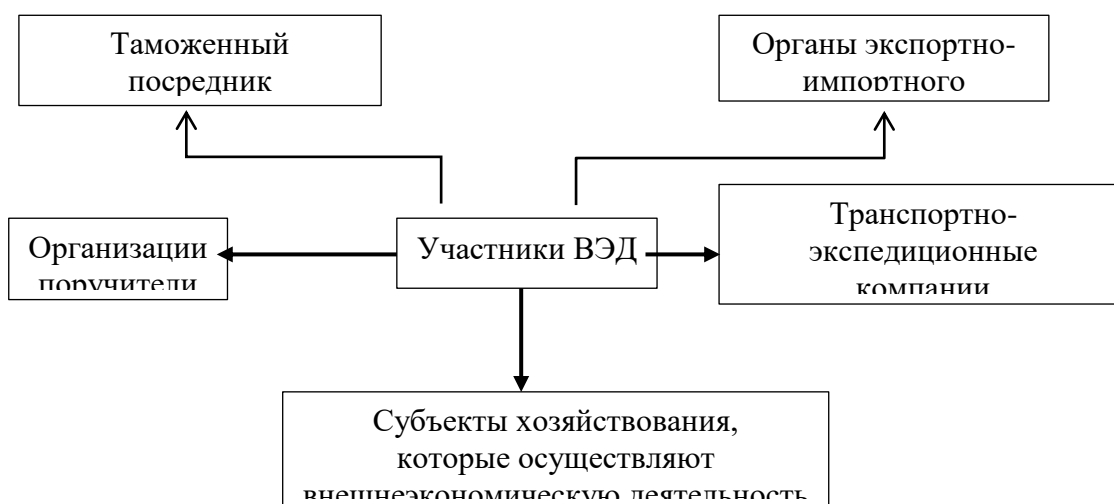 Таможенный
посредник
Органы экспортно-
импортного
Организации
поручители
Участники ВЭД
Транспортно-
экспедиционные
компании
Субъекты хозяйствования,
которые осуществляют
внешнеэкономическую деятельность